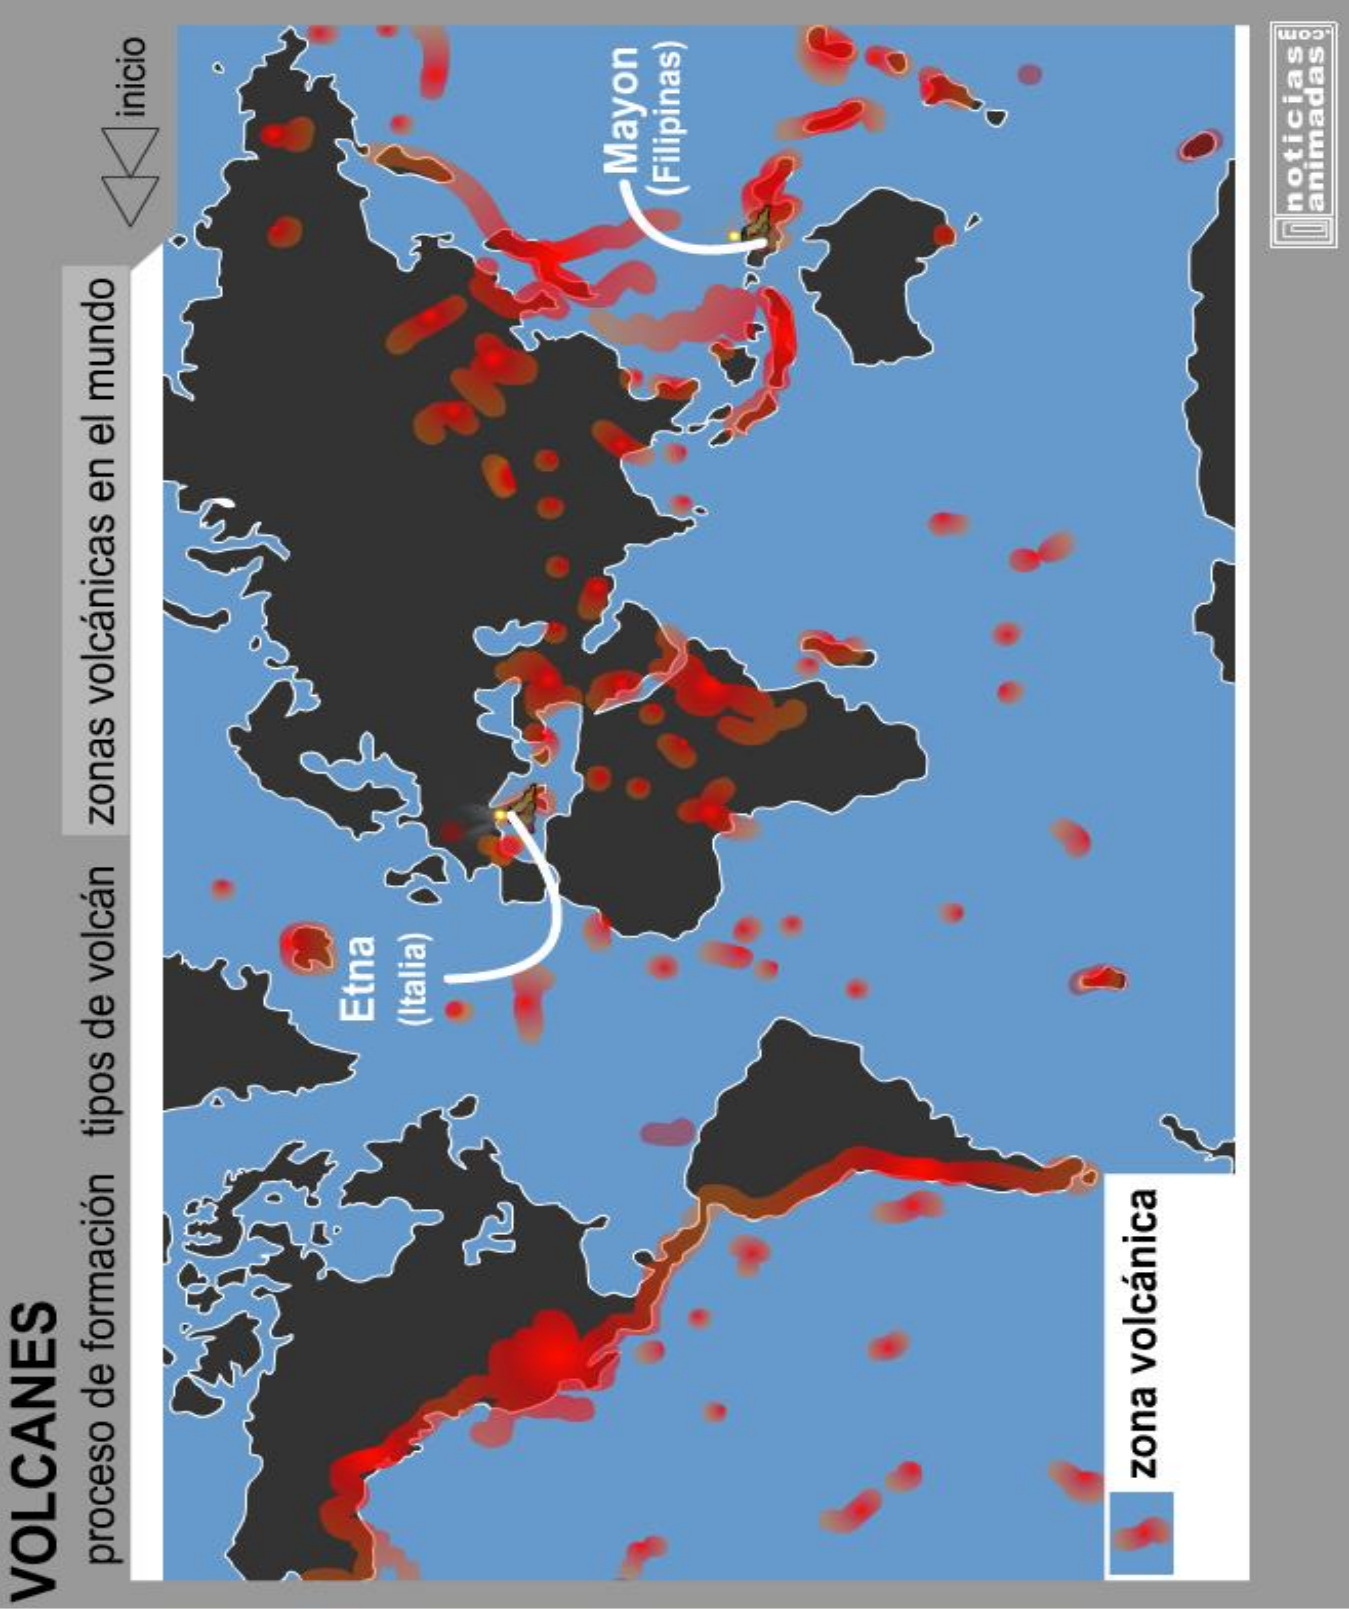 VOLCANES
proceso de formación tipos de volcán zonas volcánicas en el mundo inicio
Etna
(Italia)
Mayon
(Filipinas)
zona volcánica
noticias
animadas.com